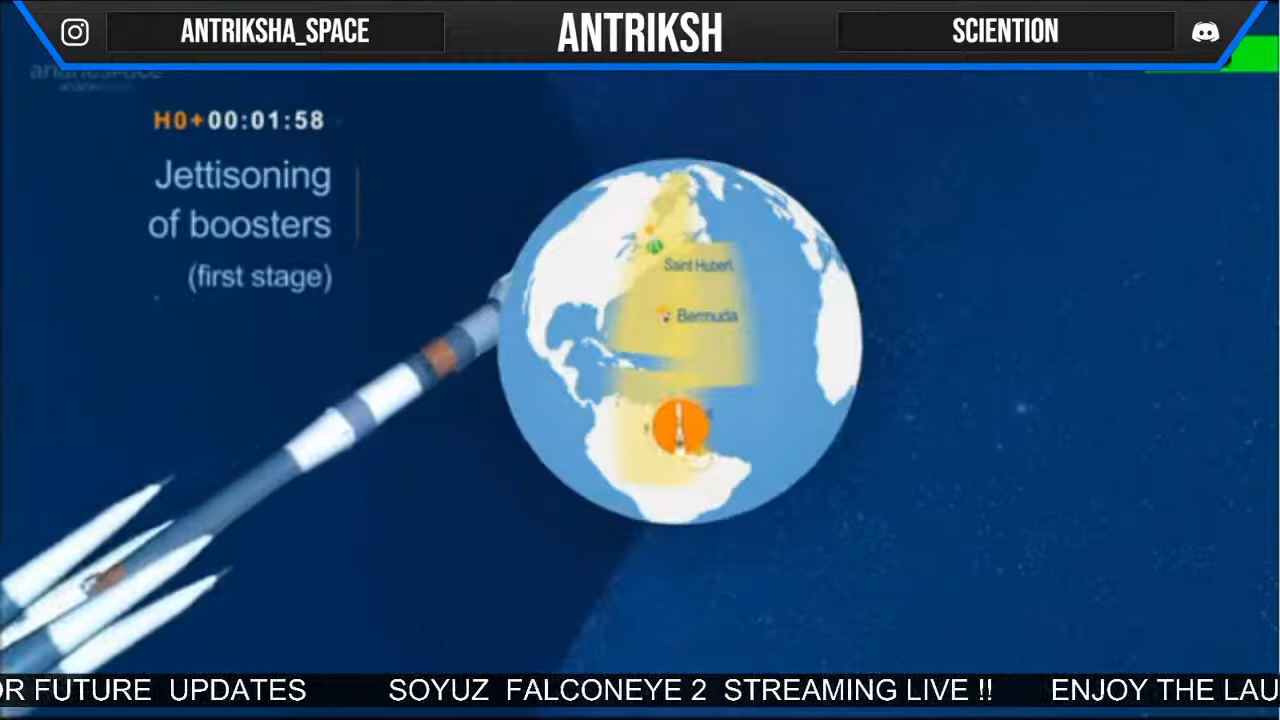 ANTRIKSHA_SPACE
ANTRIKSH
SCIENTION
H0+00:01:58
Jettisoning
of boosters
(first stage)
Saint Hubert
Bermuda
OR FUTURE UPDATES SOYUZ FALCONEYE 2 STREAMING LIVE !! ENJOY THE LAU